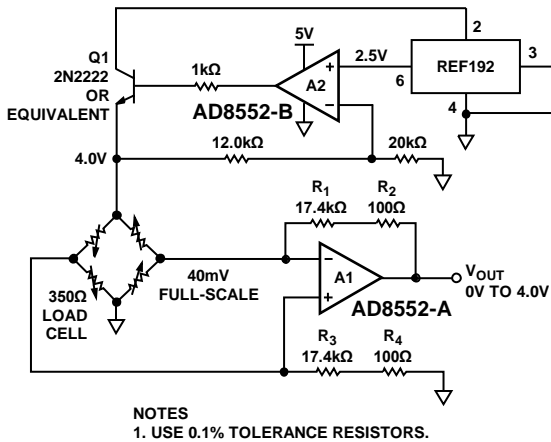 2
5V
Q1
2N2222
OR
EQUIVALENT
1kΩ
+
A2
−
2.5V
6
REF192
3
4
AD8552-B
4.0V
12.0kΩ
20kΩ
R1
17.4kΩ
R2
100Ω
350Ω
LOAD
CELL
40mV
FULL-SCALE
−
A1
+
VOUT
0V TO 4.0V
AD8552-A
R3
17.4kΩ
R4
100Ω
NOTES
1. USE 0.1% TOLERANCE RESISTORS.